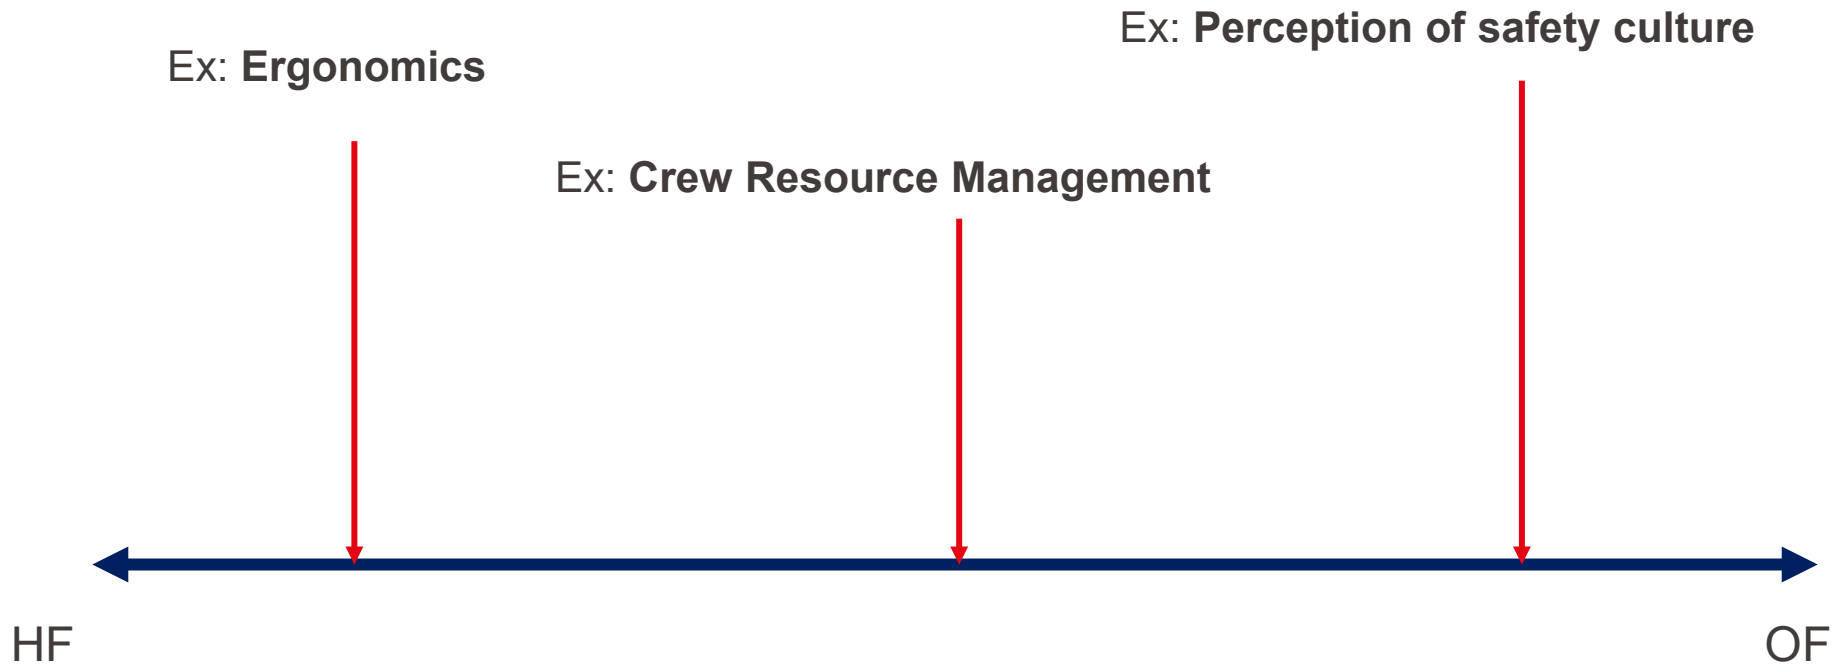 Ex: Perception of safety culture
Ex: Ergonomics
Ex: Crew Resource Management
HF
OF